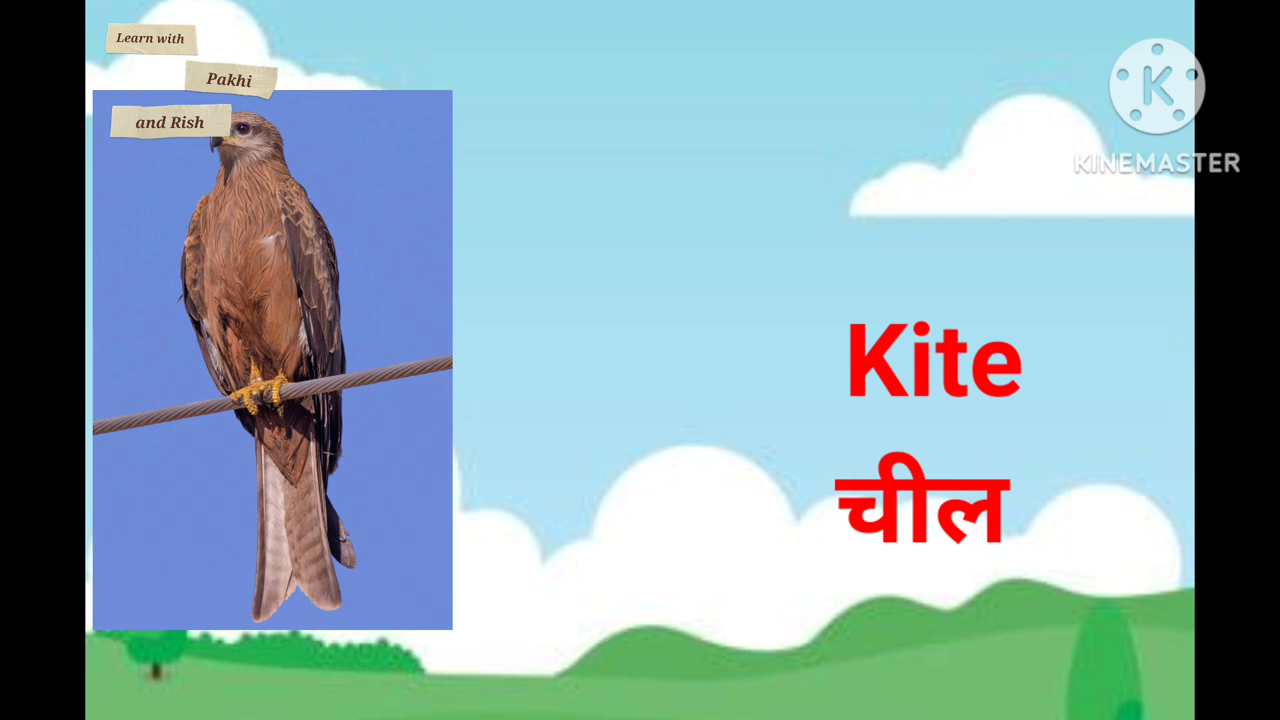 Learn with
Pakhi
and Rish
K
KINEMASTER
Kite
चील